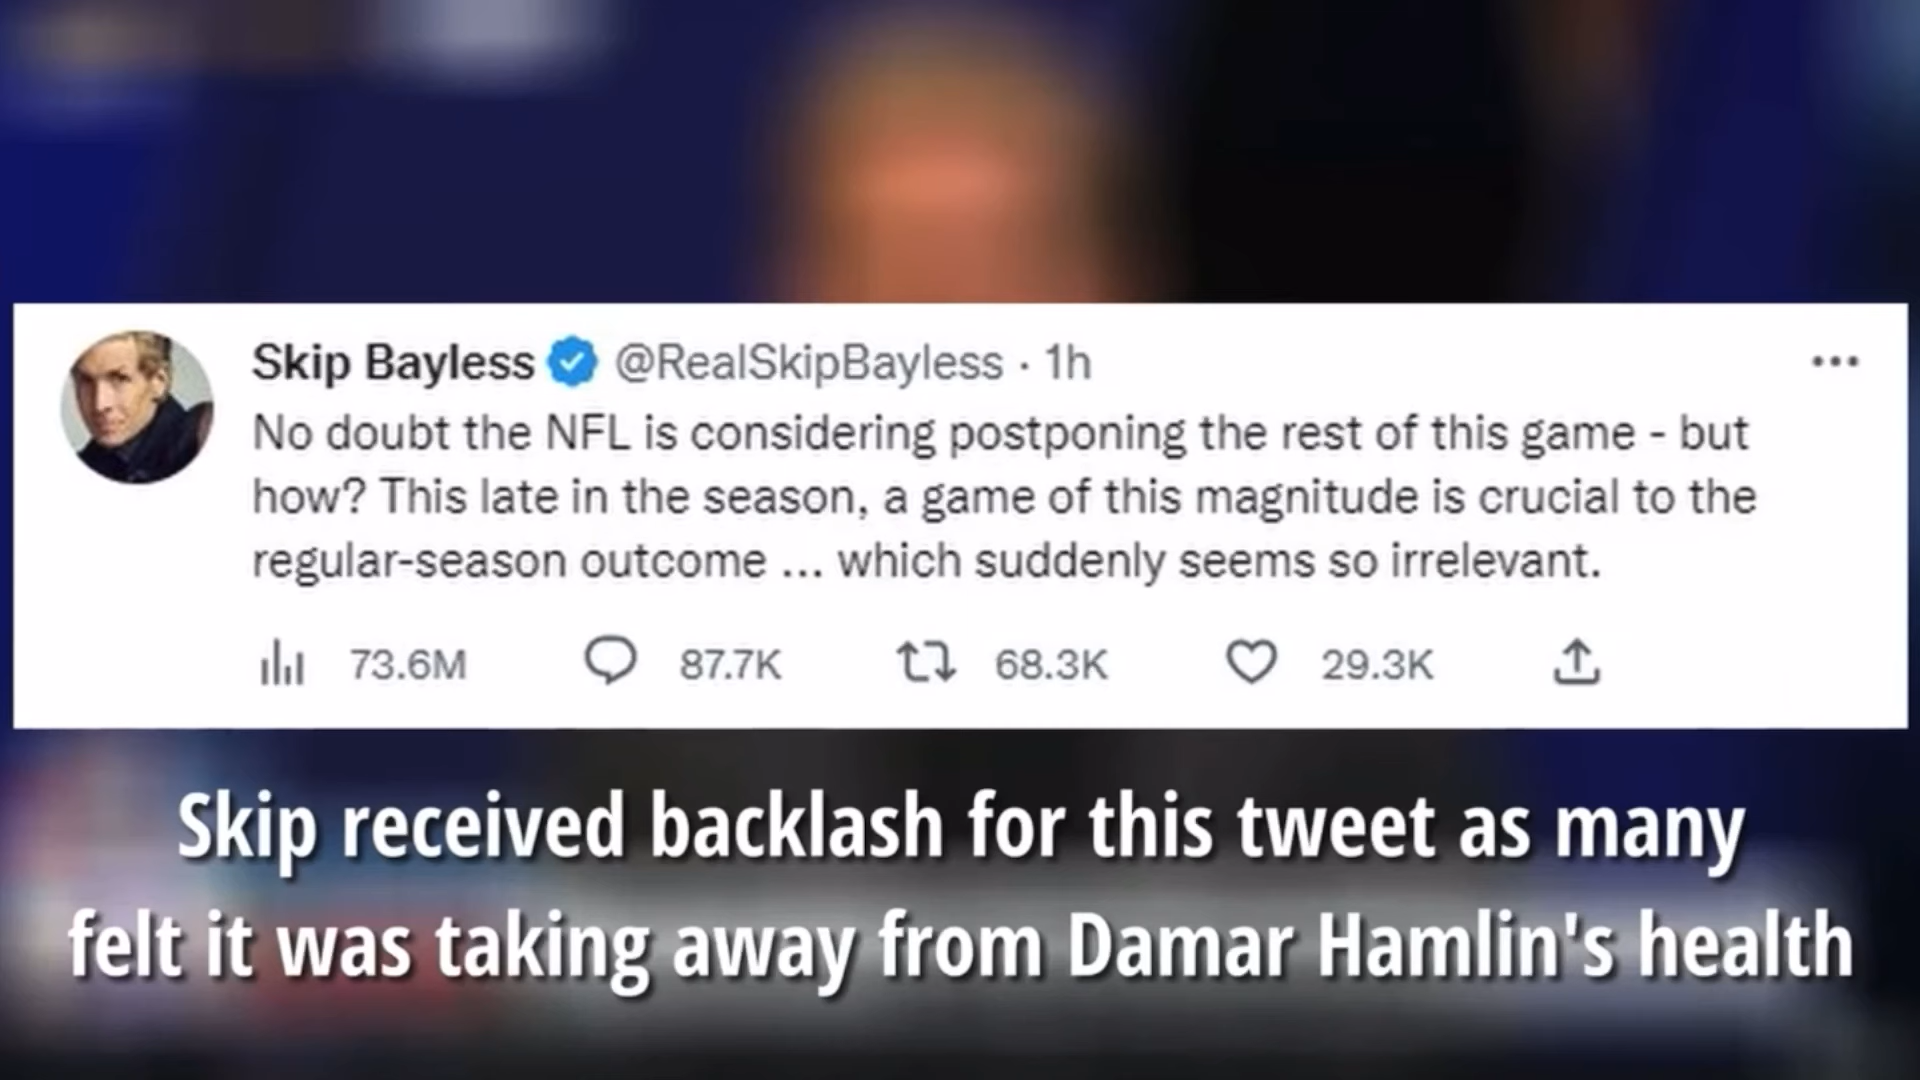 Skip Bayless @RealSkipBayless · 1h
No doubt the NFL is considering postponing the rest of this game - but
how? This late in the season, a game of this magnitude is crucial to the
regular-season outcome ... which suddenly seems so irrelevant.
73.6M 87.7K 68.3K 29.3K
Skip received backlash for this tweet as many
felt it was taking away from Damar Hamlin's health